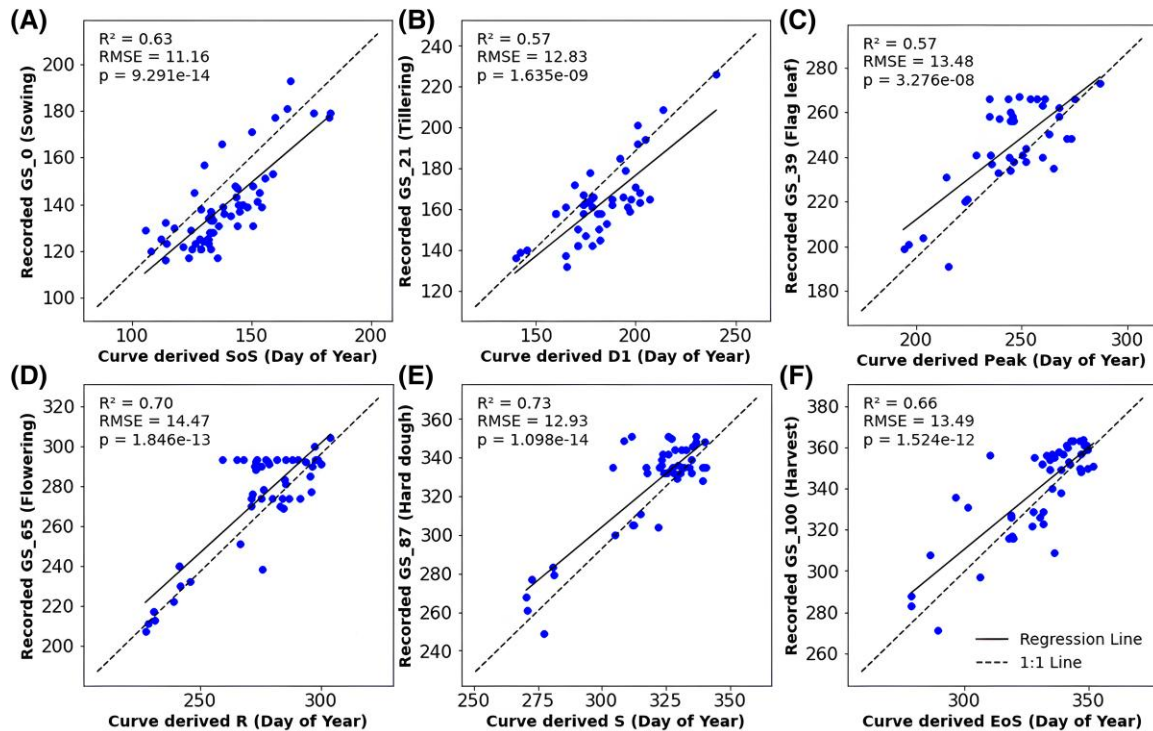 (A)
R² = 0.63
RMSE = 11.16
p = 9.291e-14
200
180
160
140
120
100
100
150
200
Recorded GS_0 (Sowing)
Curve derived SoS (Day of Year)
(B)
R² = 0.57
RMSE = 12.83
p = 1.635e-09
240
220
200
180
160
140
120
150
200
250
Recorded GS_21 (Tillering)
Curve derived D1 (Day of Year)
(C)
R² = 0.57
RMSE = 13.48
p = 3.276e-08
280
260
240
220
200
180
200
250
300
Recorded GS_39 (Flag leaf)
Curve derived Peak (Day of Year)
(D)
R² = 0.70
RMSE = 14.47
p = 1.846e-13
320
300
280
260
240
220
200
250
300
Recorded GS_65 (Flowering)
Curve derived R (Day of Year)
(E)
R² = 0.73
RMSE = 12.93
p = 1.098e-14
360
340
320
300
280
260
240
250
275
300
325
350
Recorded GS_87 (Hard dough)
Curve derived S (Day of Year)
(F)
R² = 0.66
RMSE = 13.49
p = 1.524e-12
380
360
340
320
300
280
260
300
350
Recorded GS_100 (Harvest)
Curve derived EoS (Day of Year)
Regression Line
1:1 Line